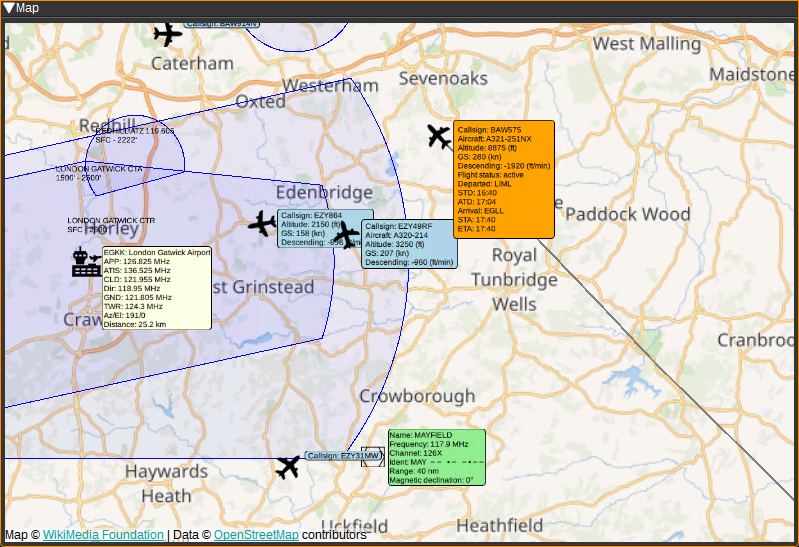 Map
Callsign: BAW914N
Caterham
West Malling
Westerham
Sevenoaks
Maidstone
Oxted
Redhill
REDHILL ATZ 119.605
SFC - 2222'
LONDON GATWICK CTA
1500' - 2500'
Edenbridge
LONDON GATWICK CTR
SFC - 2500'
Horley
Callsign: BAW575
Aircraft: A321-251NX
Altitude: 8875 (ft)
GS: 280 (kn)
Descending: -1920 (ft/min)
Flight status: active
Departed: LIML
STD: 16:40
ATD: 17:04
Arrival: EGLL
STA: 17:40
ETA: 17:40
Callsign: EZY864
Altitude: 2150 (ft)
GS: 158 (kn)
Descending: -896
Callsign: EZY49RF
Aircraft: A320-214
Altitude: 3250 (ft)
GS: 207 (kn)
Descending: -960 (ft/min)
e
Paddock Wood
EGKK: London Gatwick Airport
APP: 126.825 MHz
ATIS: 136.525 MHz
CLD: 121.955 MHz
Dir: 118.95 MHz
GND: 121.805 MHz
TWR: 124.3 MHz
Az/El: 191/0
Distance: 25.2 km
st Grinstead
Craw
Royal
Tunbridge
Wells
Cranbroo
Crowborough
Callsign: EZY31MW
Name: MAYFIELD
Frequency: 117.9 MHz
Channel: 126X
Ident: MAY −− •− −•−−
Range: 40 nm
Magnetic declination: 0°
Haywards
Heath
Uckfield
Heathfield
Map © WikiMedia Foundation | Data © OpenStreetMap contributors